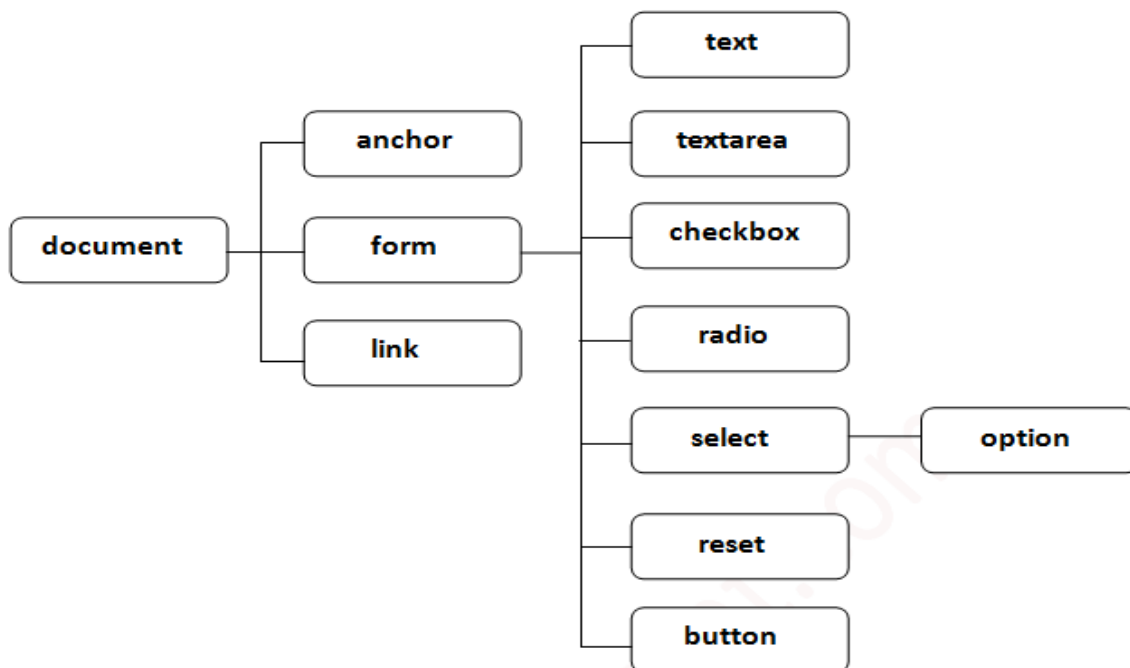 text
anchor
textarea
document
form
checkbox
link
radio
select
option
reset
button